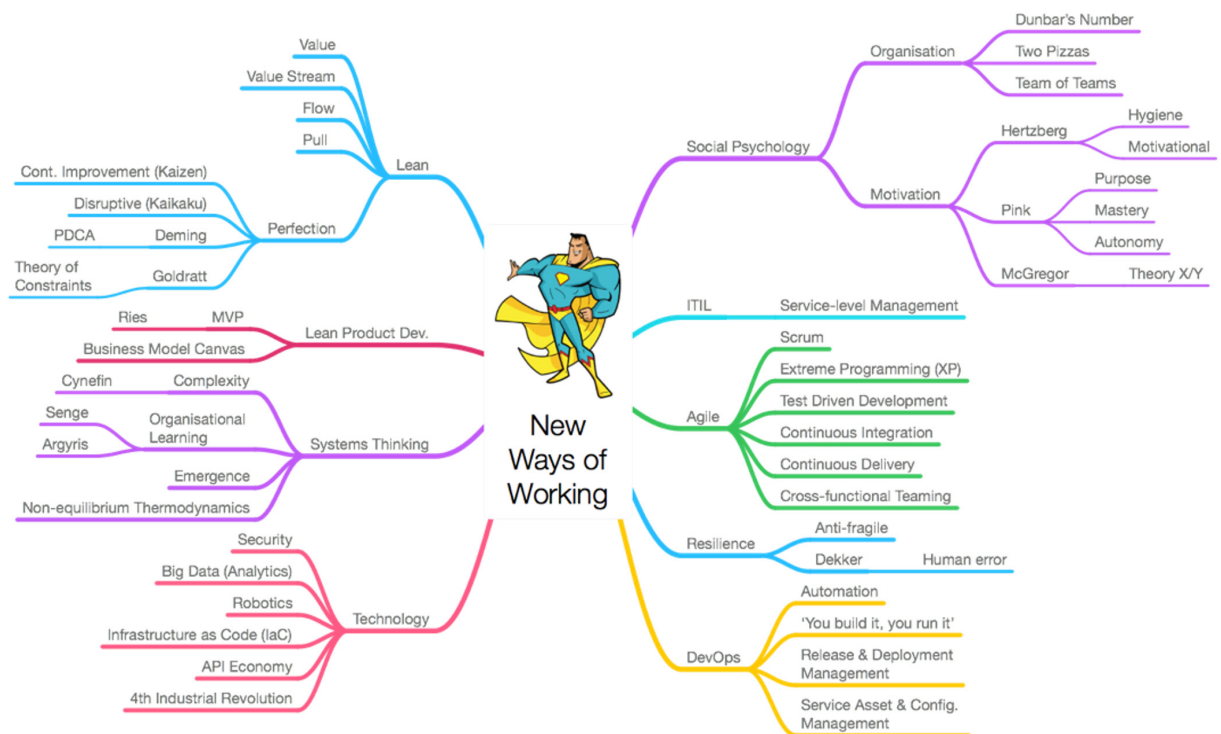 Value
Value Stream
Flow
Pull
Lean
Cont. Improvement (Kaizen)
Disruptive (Kaikaku)
Perfection
PDCA
Deming
Theory of
Constraints
Goldratt
Ries
MVP
Lean Product Dev.
Business Model Canvas
Cynefin
Complexity
Senge
Organisational
Learning
Argyris
Systems Thinking
Emergence
Non-equilibrium Thermodynamics
Security
Big Data (Analytics)
Robotics
Technology
Infrastructure as Code (IaC)
API Economy
4th Industrial Revolution
New
Ways of
Working
Dunbar's Number
Organisation
Two Pizzas
Team of Teams
Social Psychology
Hertzberg
Hygiene
Motivational
Motivation
Pink
Purpose
Mastery
Autonomy
McGregor
Theory X/Y
ITIL
Service-level Management
Scrum
Extreme Programming (XP)
Test Driven Development
Agile
Continuous Integration
Continuous Delivery
Cross-functional Teaming
Resilience
Anti-fragile
Dekker
Human error
Automation
'You build it, you run it'
DevOps
Release & Deployment
Management
Service Asset & Config.
Management